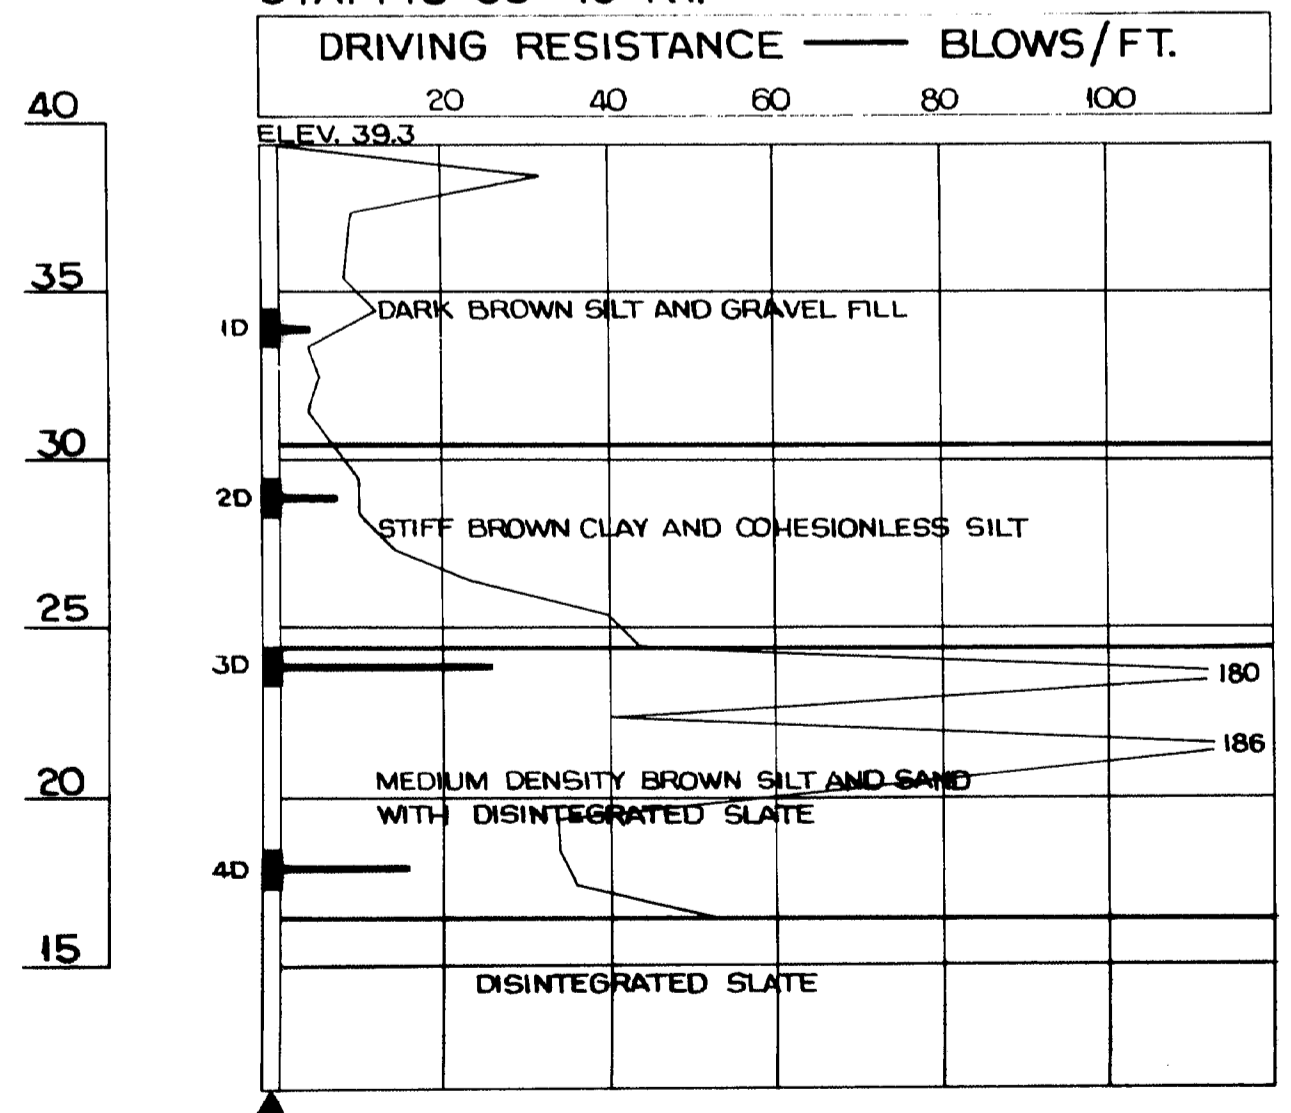 DRIVING RESISTANCE — BLOWS/FT.
20 40 60 80 100
40
ELEV. 39.3
35
DARK BROWN SILT AND GRAVEL FILL
1D
30
2D
STIFF BROWN CLAY AND COHESIONLESS SILT
25
3D
180
186
20
MEDIUM DENSITY BROWN SILT AND SAND
WITH DISINTEGRATED SLATE
4D
15
DISINTEGRATED SLATE